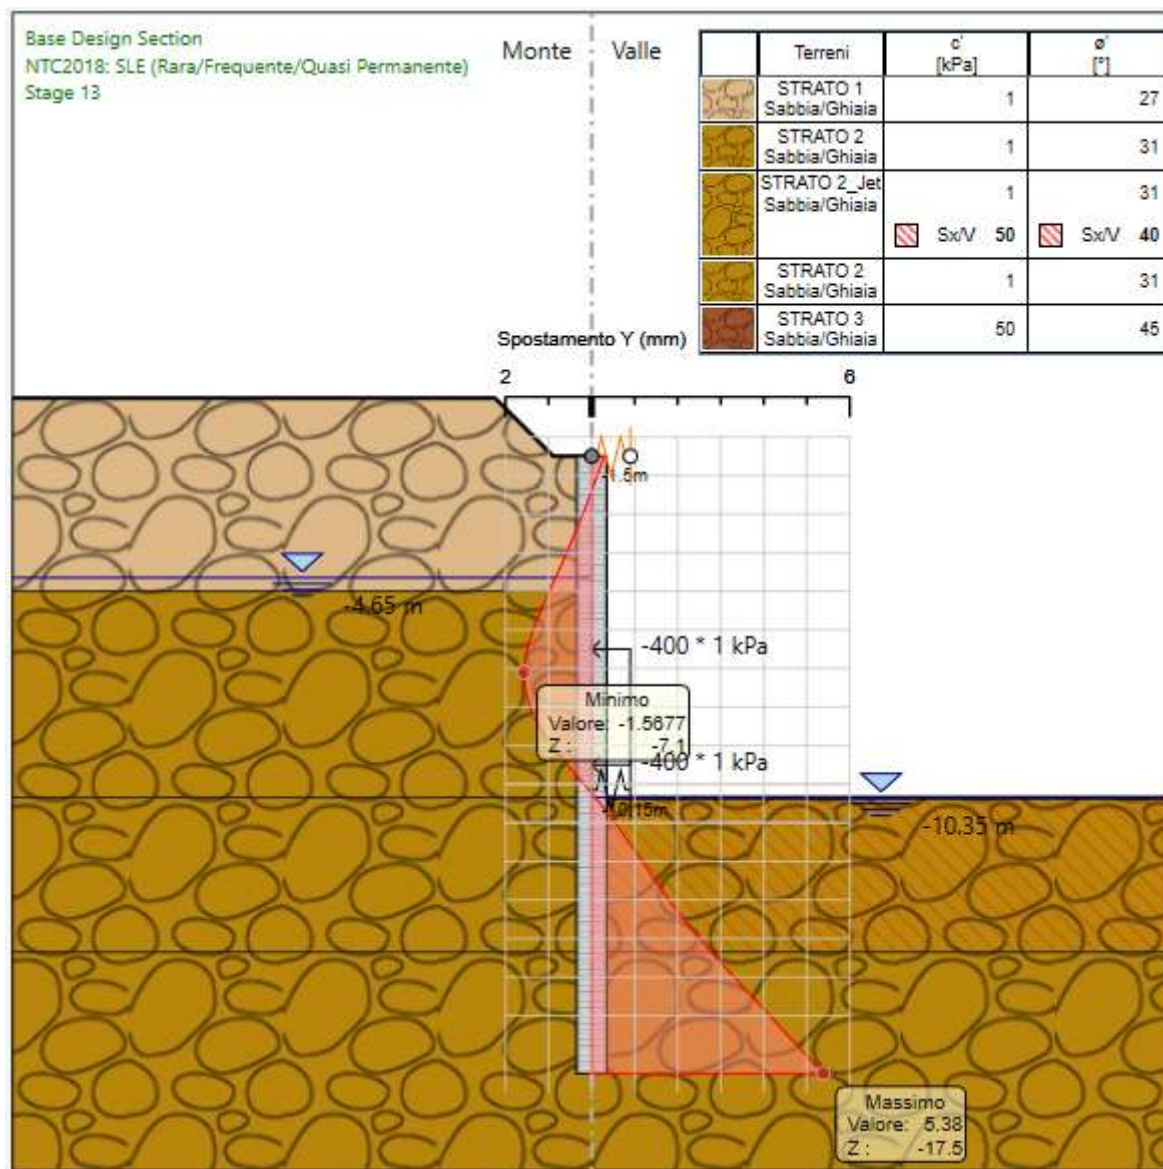 Base Design Section
NTC2018: SLE (Rara/Frequente/Quasi Permanente)
Stage 13
Monte Valle
Terreni c' [kPa] ø' [°]
STRATO 1 Sabbia/Ghiaia 1 27
STRATO 2 Sabbia/Ghiaia 1 31
STRATO 2_Jet Sabbia/Ghiaia 1 31
Sx/V 50 Sx/V 40
STRATO 2 Sabbia/Ghiaia 1 31
STRATO 3 Sabbia/Ghiaia 50 45
Spostamento Y (mm)
2 6
-1.5m
-4.65 m
-400 * 1 kPa
Minimo
Valore: -1.5677
Z : -7.1
-400 * 1 kPa
-10.35 m
Massimo
Valore: 5.38
Z : -17.5